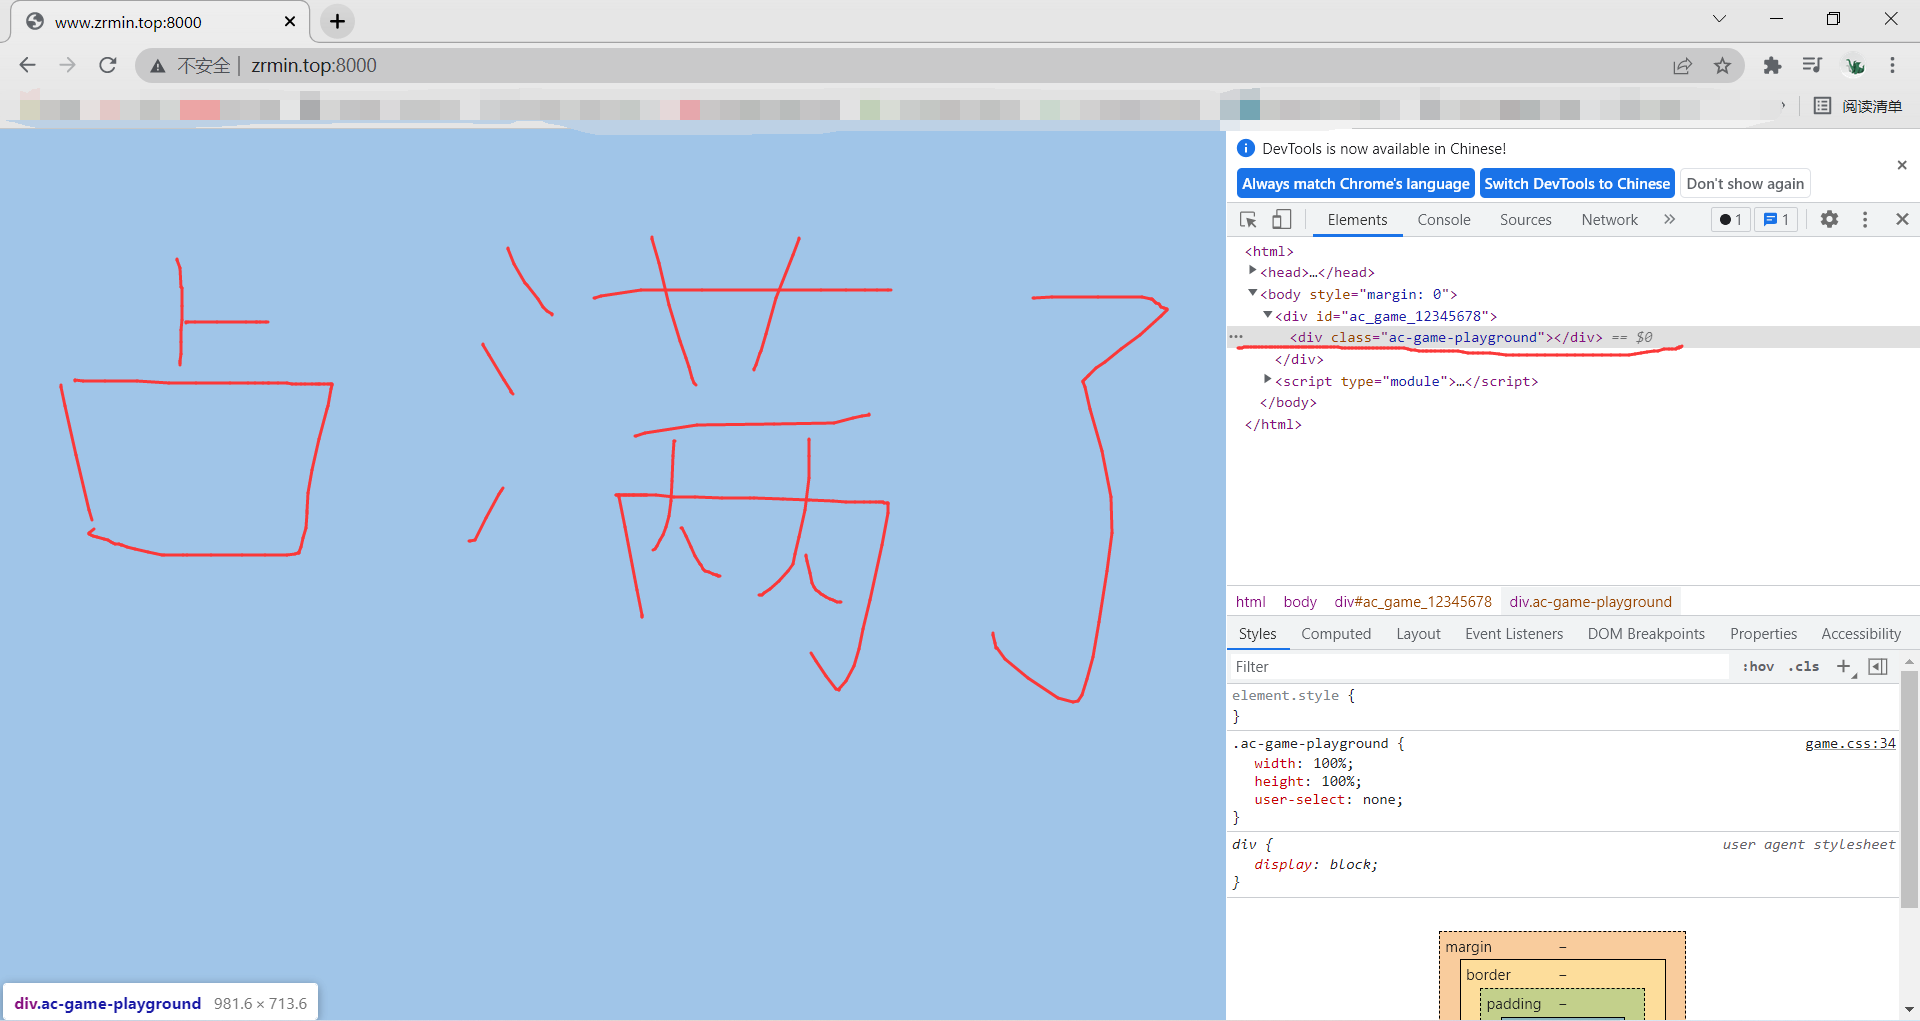 www.zrmin.top:8000
不安全 | zrmin.top:8000
阅读清单
DevTools is now available in Chinese!
Always match Chrome's language Switch DevTools to Chinese Don't show again
Elements Console Sources Network » 1 1
<html>
<head>…</head>
<body style="margin: 0">
<div id="ac_game_12345678">
<div class="ac-game-playground"></div> == $0
</div>
<script type="module">…</script>
</body>
</html>
占满了
html body div#ac_game_12345678 div.ac-game-playground
Styles Computed Layout Event Listeners DOM Breakpoints Properties Accessibility
Filter :hov .cls
element.style {
}
.ac-game-playground { game.css:34
width: 100%;
height: 100%;
user-select: none;
}
div { user agent stylesheet
display: block;
}
margin –
border –
padding –
div.ac-game-playground 981.6 × 713.6